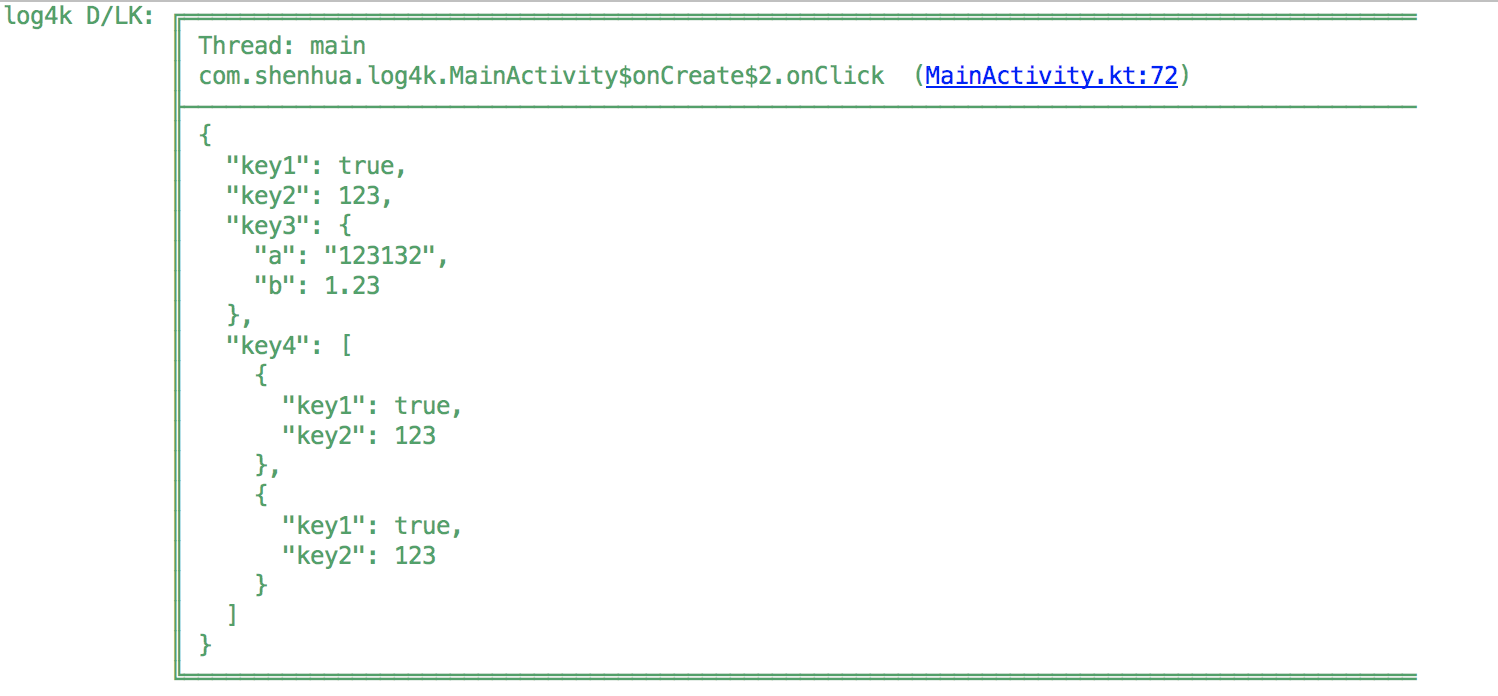 log4k D/LK:
Thread: main
com.shenhua.log4k.MainActivity$onCreate$2.onClick  (MainActivity.kt:72)
{
  "key1": true,
  "key2": 123,
  "key3": {
    "a": "123132",
    "b": 1.23
  },
  "key4": [
    {
      "key1": true,
      "key2": 123
    },
    {
      "key1": true,
      "key2": 123
    }
  ]
}